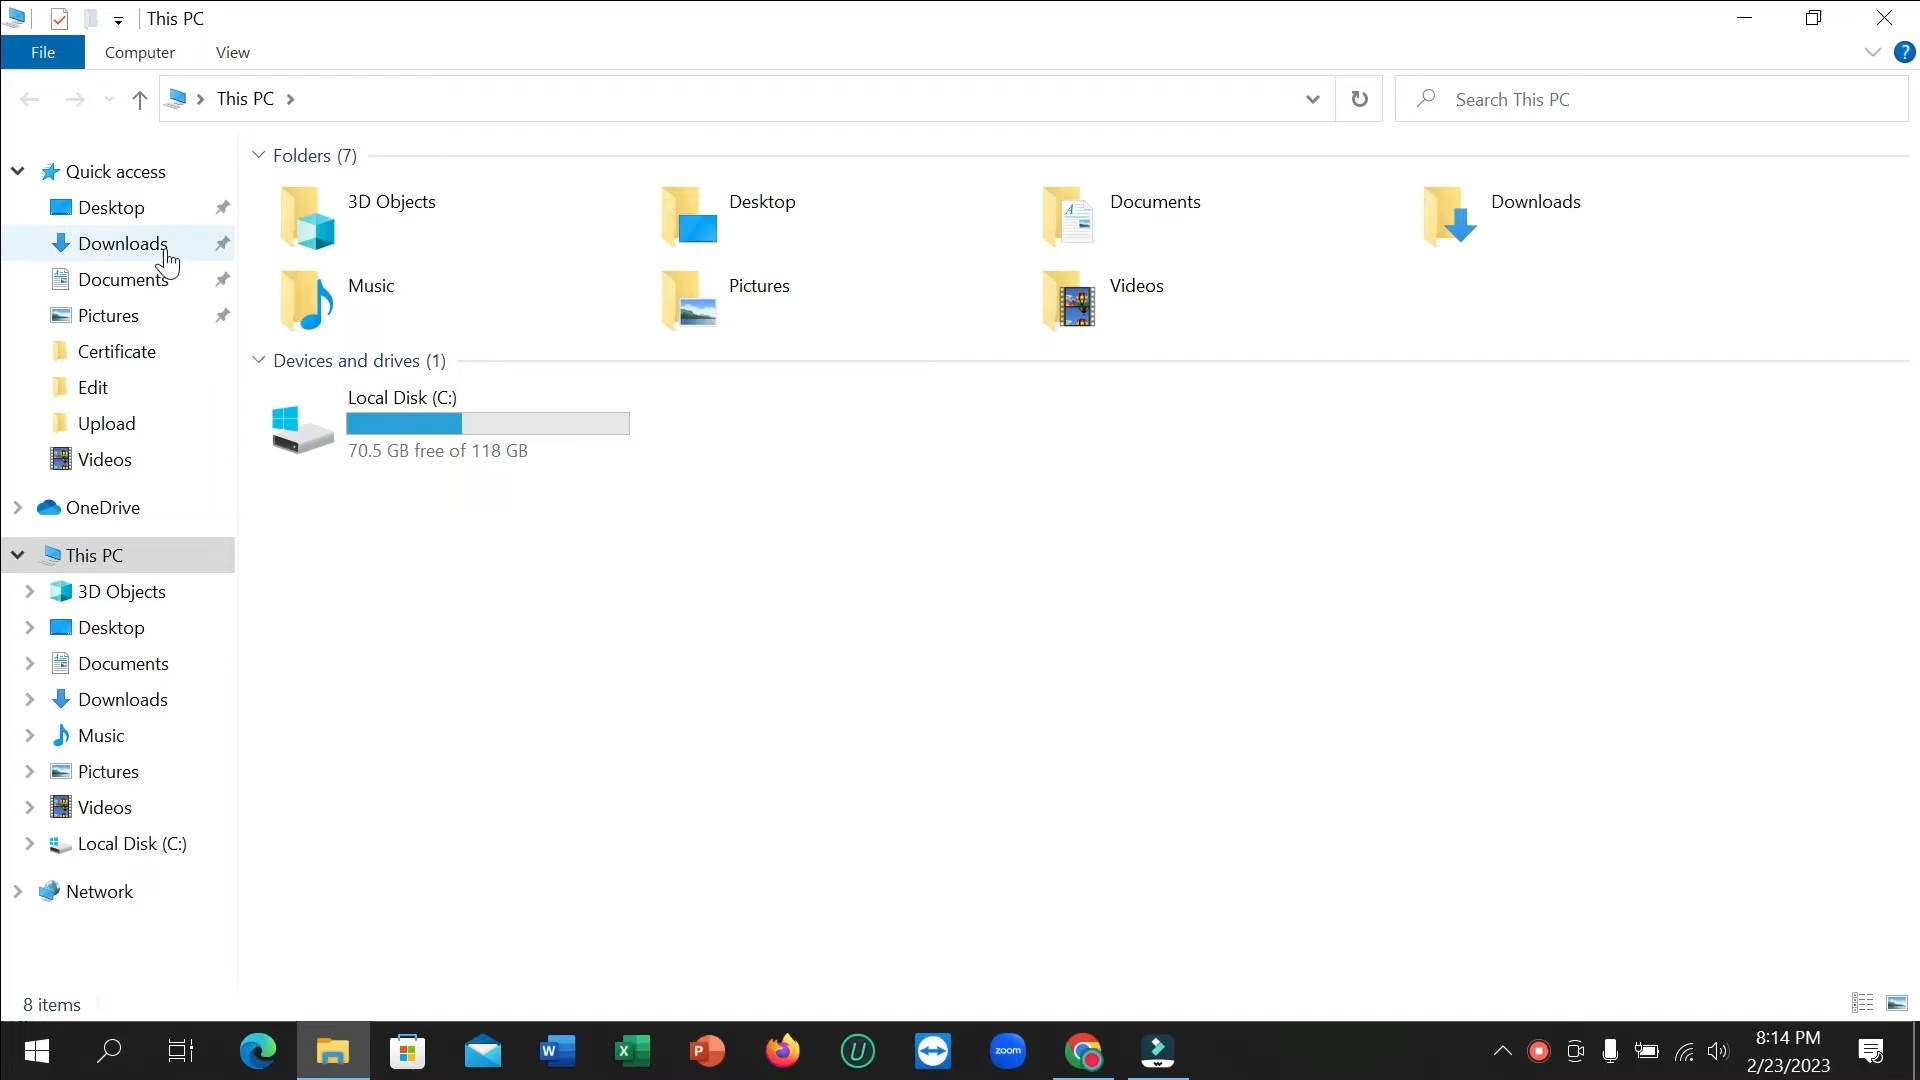 This PC
File Computer View
This PC
Search This PC
Quick access
Desktop
Downloads
Documents
Pictures
Certificate
Edit
Upload
Videos
OneDrive
This PC
3D Objects
Desktop
Documents
Downloads
Music
Pictures
Videos
Local Disk (C:)
Network
Folders (7)
3D Objects
Desktop
Documents
Downloads
Music
Pictures
Videos
Devices and drives (1)
Local Disk (C:)
70.5 GB free of 118 GB
8 items
zoom
8:14 PM
2/23/2023